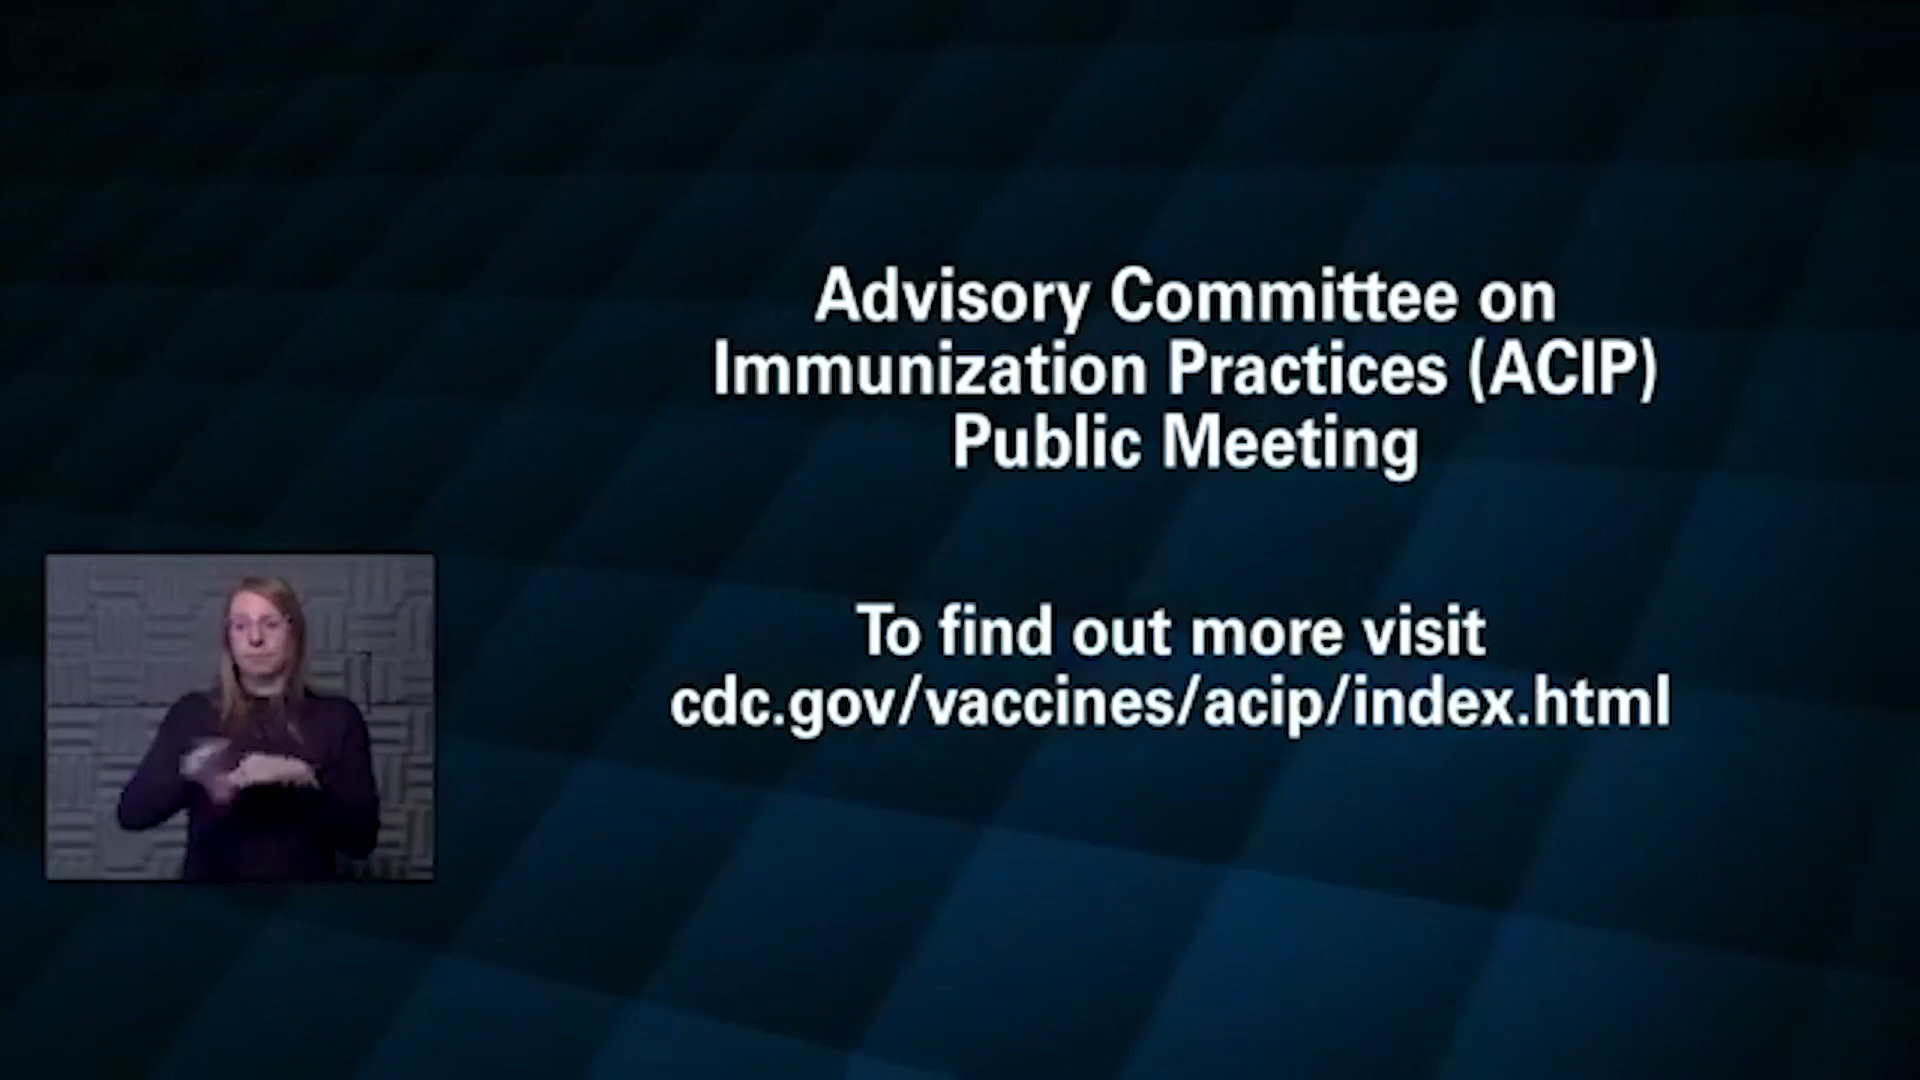 Advisory Committee on
Immunization Practices (ACIP)
Public Meeting
To find out more visit
cdc.gov/vaccines/acip/index.html